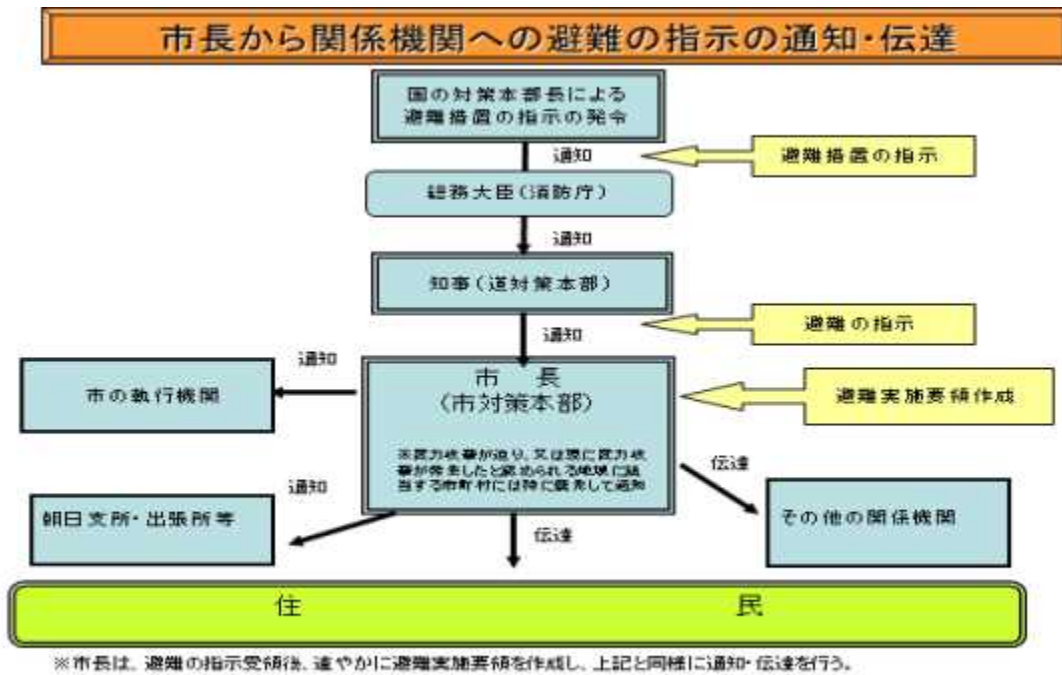 市長から関係機関への避難の指示の通知・伝達
国の対策本部長による
避難措置の指示の発令
通知
避難措置の指示
総務大臣(消防庁)
通知
知事(道対策本部)
通知
避難の指示
市 長
(市対策本部)
通知
市の執行機関
避難実施要領作成
※武力攻撃が迫り、又は現に武力攻
撃が発生したと認められる地域に該
当する市町村には特に優先して通知
伝達
通知
朝日支所・出張所等
その他の関係機関
伝達
住 民
※市長は、避難の指示受領後、速やかに避難実施要領を作成し、上記と同様に通知・伝達を行う。